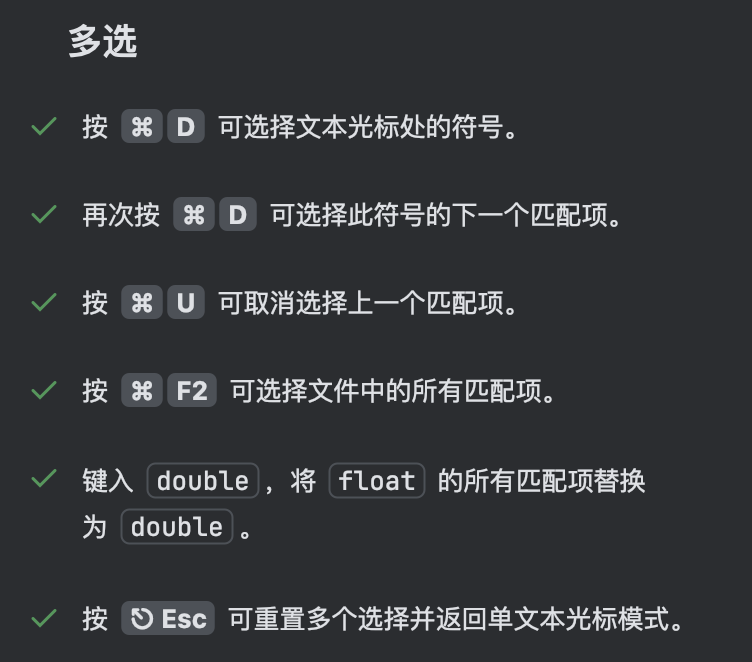 多选
按 ⌘ D 可选择文本光标处的符号。
再次按 ⌘ D 可选择此符号的下一个匹配项。
按 ⌘ U 可取消选择上一个匹配项。
按 ⌘ F2 可选择文件中的所有匹配项。
键入 double，将 float 的所有匹配项替换
为 double。
按 ⎋ Esc 可重置多个选择并返回单文本光标模式。